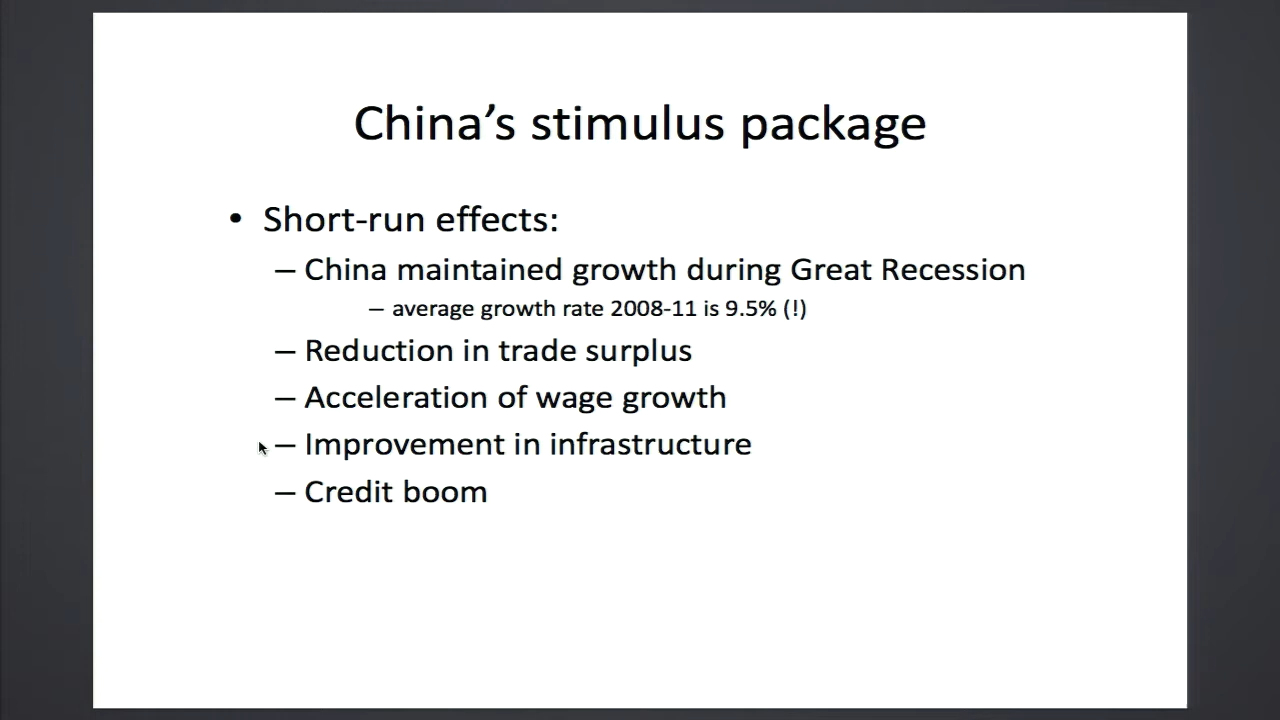 China's stimulus package
• Short-run effects:
– China maintained growth during Great Recession
– average growth rate 2008-11 is 9.5% (!)
– Reduction in trade surplus
– Acceleration of wage growth
– Improvement in infrastructure
– Credit boom